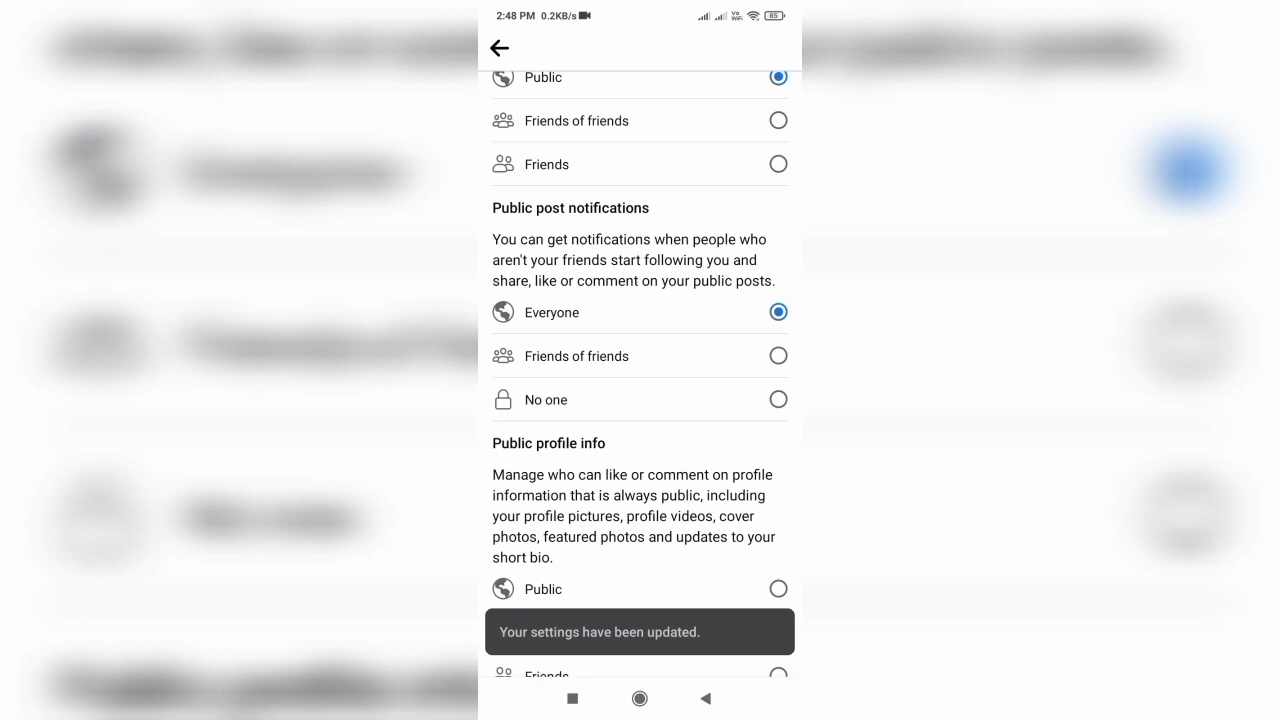 2:48 PM 0.2KB/s
Vo
WiFi
85
Public
Friends of friends
Friends
Public post notifications
You can get notifications when people who
aren't your friends start following you and
share, like or comment on your public posts.
Everyone
Friends of friends
No one
Public profile info
Manage who can like or comment on profile
information that is always public, including
your profile pictures, profile videos, cover
photos, featured photos and updates to your
short bio.
Public
Your settings have been updated.
Friends